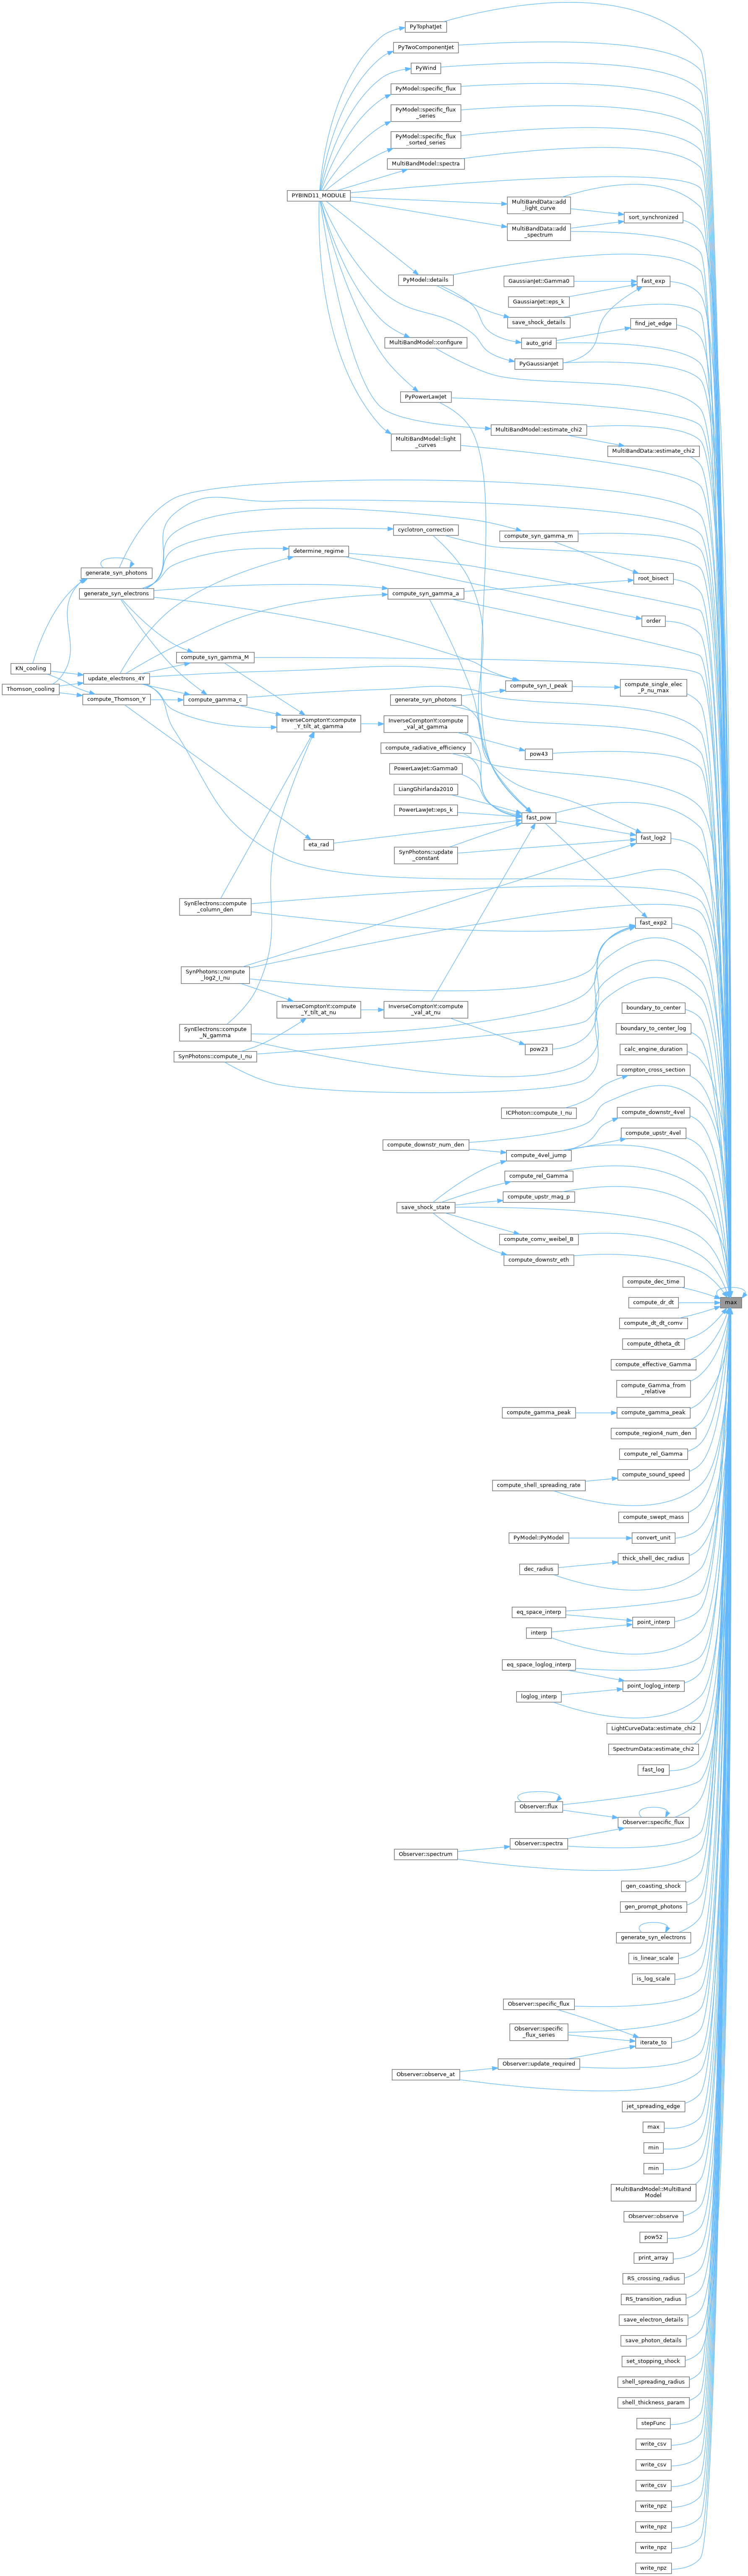 PyTophatJet
PyTwoComponentJet
PyWind
PyModel::specific_flux
PyModel::specific_flux
_series
PyModel::specific_flux
_sorted_series
MultiBandModel::spectra
PYBIND11_MODULE
MultiBandData::add
_light_curve
sort_synchronized
MultiBandData::add
_spectrum
PyModel::details
GaussianJet::Gamma0
fast_exp
GaussianJet::eps_k
save_shock_details
find_jet_edge
MultiBandModel::configure
auto_grid
PyGaussianJet
PyPowerLawJet
MultiBandModel::estimate_chi2
MultiBandModel::light
_curves
MultiBandData::estimate_chi2
cyclotron_correction
compute_syn_gamma_m
determine_regime
generate_syn_photons
root_bisect
generate_syn_electrons
compute_syn_gamma_a
order
compute_syn_gamma_M
KN_cooling
update_electrons_4Y
Thomson_cooling
compute_syn_I_peak
compute_single_elec
_P_nu_max
compute_Thomson_Y
compute_gamma_c
generate_syn_photons
InverseComptonY::compute
_Y_tilt_at_gamma
InverseComptonY::compute
_val_at_gamma
compute_radiative_efficiency
pow43
PowerLawJet::Gamma0
LiangGhirlanda2010
PowerLawJet::eps_k
fast_pow
fast_log2
eta_rad
SynPhotons::update
_constant
SynElectrons::compute
_column_den
fast_exp2
SynPhotons::compute
_log2_I_nu
InverseComptonY::compute
_Y_tilt_at_nu
InverseComptonY::compute
_val_at_nu
boundary_to_center
boundary_to_center_log
SynElectrons::compute
_N_gamma
pow23
calc_engine_duration
SynPhotons::compute_I_nu
compton_cross_section
ICPhoton::compute_I_nu
compute_downstr_4vel
compute_upstr_4vel
compute_downstr_num_den
compute_4vel_jump
compute_rel_Gamma
compute_upstr_mag_p
save_shock_state
compute_comv_weibel_B
compute_downstr_eth
compute_dec_time
max
compute_dr_dt
compute_dt_dt_comv
compute_dtheta_dt
compute_effective_Gamma
compute_Gamma_from
_relative
compute_gamma_peak
compute_gamma_peak
compute_region4_num_den
compute_rel_Gamma
compute_sound_speed
compute_shell_spreading_rate
compute_swept_mass
PyModel::PyModel
convert_unit
thick_shell_dec_radius
dec_radius
eq_space_interp
point_interp
interp
eq_space_loglog_interp
point_loglog_interp
loglog_interp
LightCurveData::estimate_chi2
SpectrumData::estimate_chi2
fast_log
Observer::flux
Observer::specific_flux
Observer::spectra
Observer::spectrum
gen_coasting_shock
gen_prompt_photons
generate_syn_electrons
is_linear_scale
is_log_scale
Observer::specific_flux
Observer::specific
_flux_series
iterate_to
Observer::update_required
Observer::observe_at
jet_spreading_edge
max
min
min
MultiBandModel::MultiBand
Model
Observer::observe
pow52
print_array
RS_crossing_radius
RS_transition_radius
save_electron_details
save_photon_details
set_stopping_shock
shell_spreading_radius
shell_thickness_param
stepFunc
write_csv
write_csv
write_csv
write_npz
write_npz
write_npz
write_npz